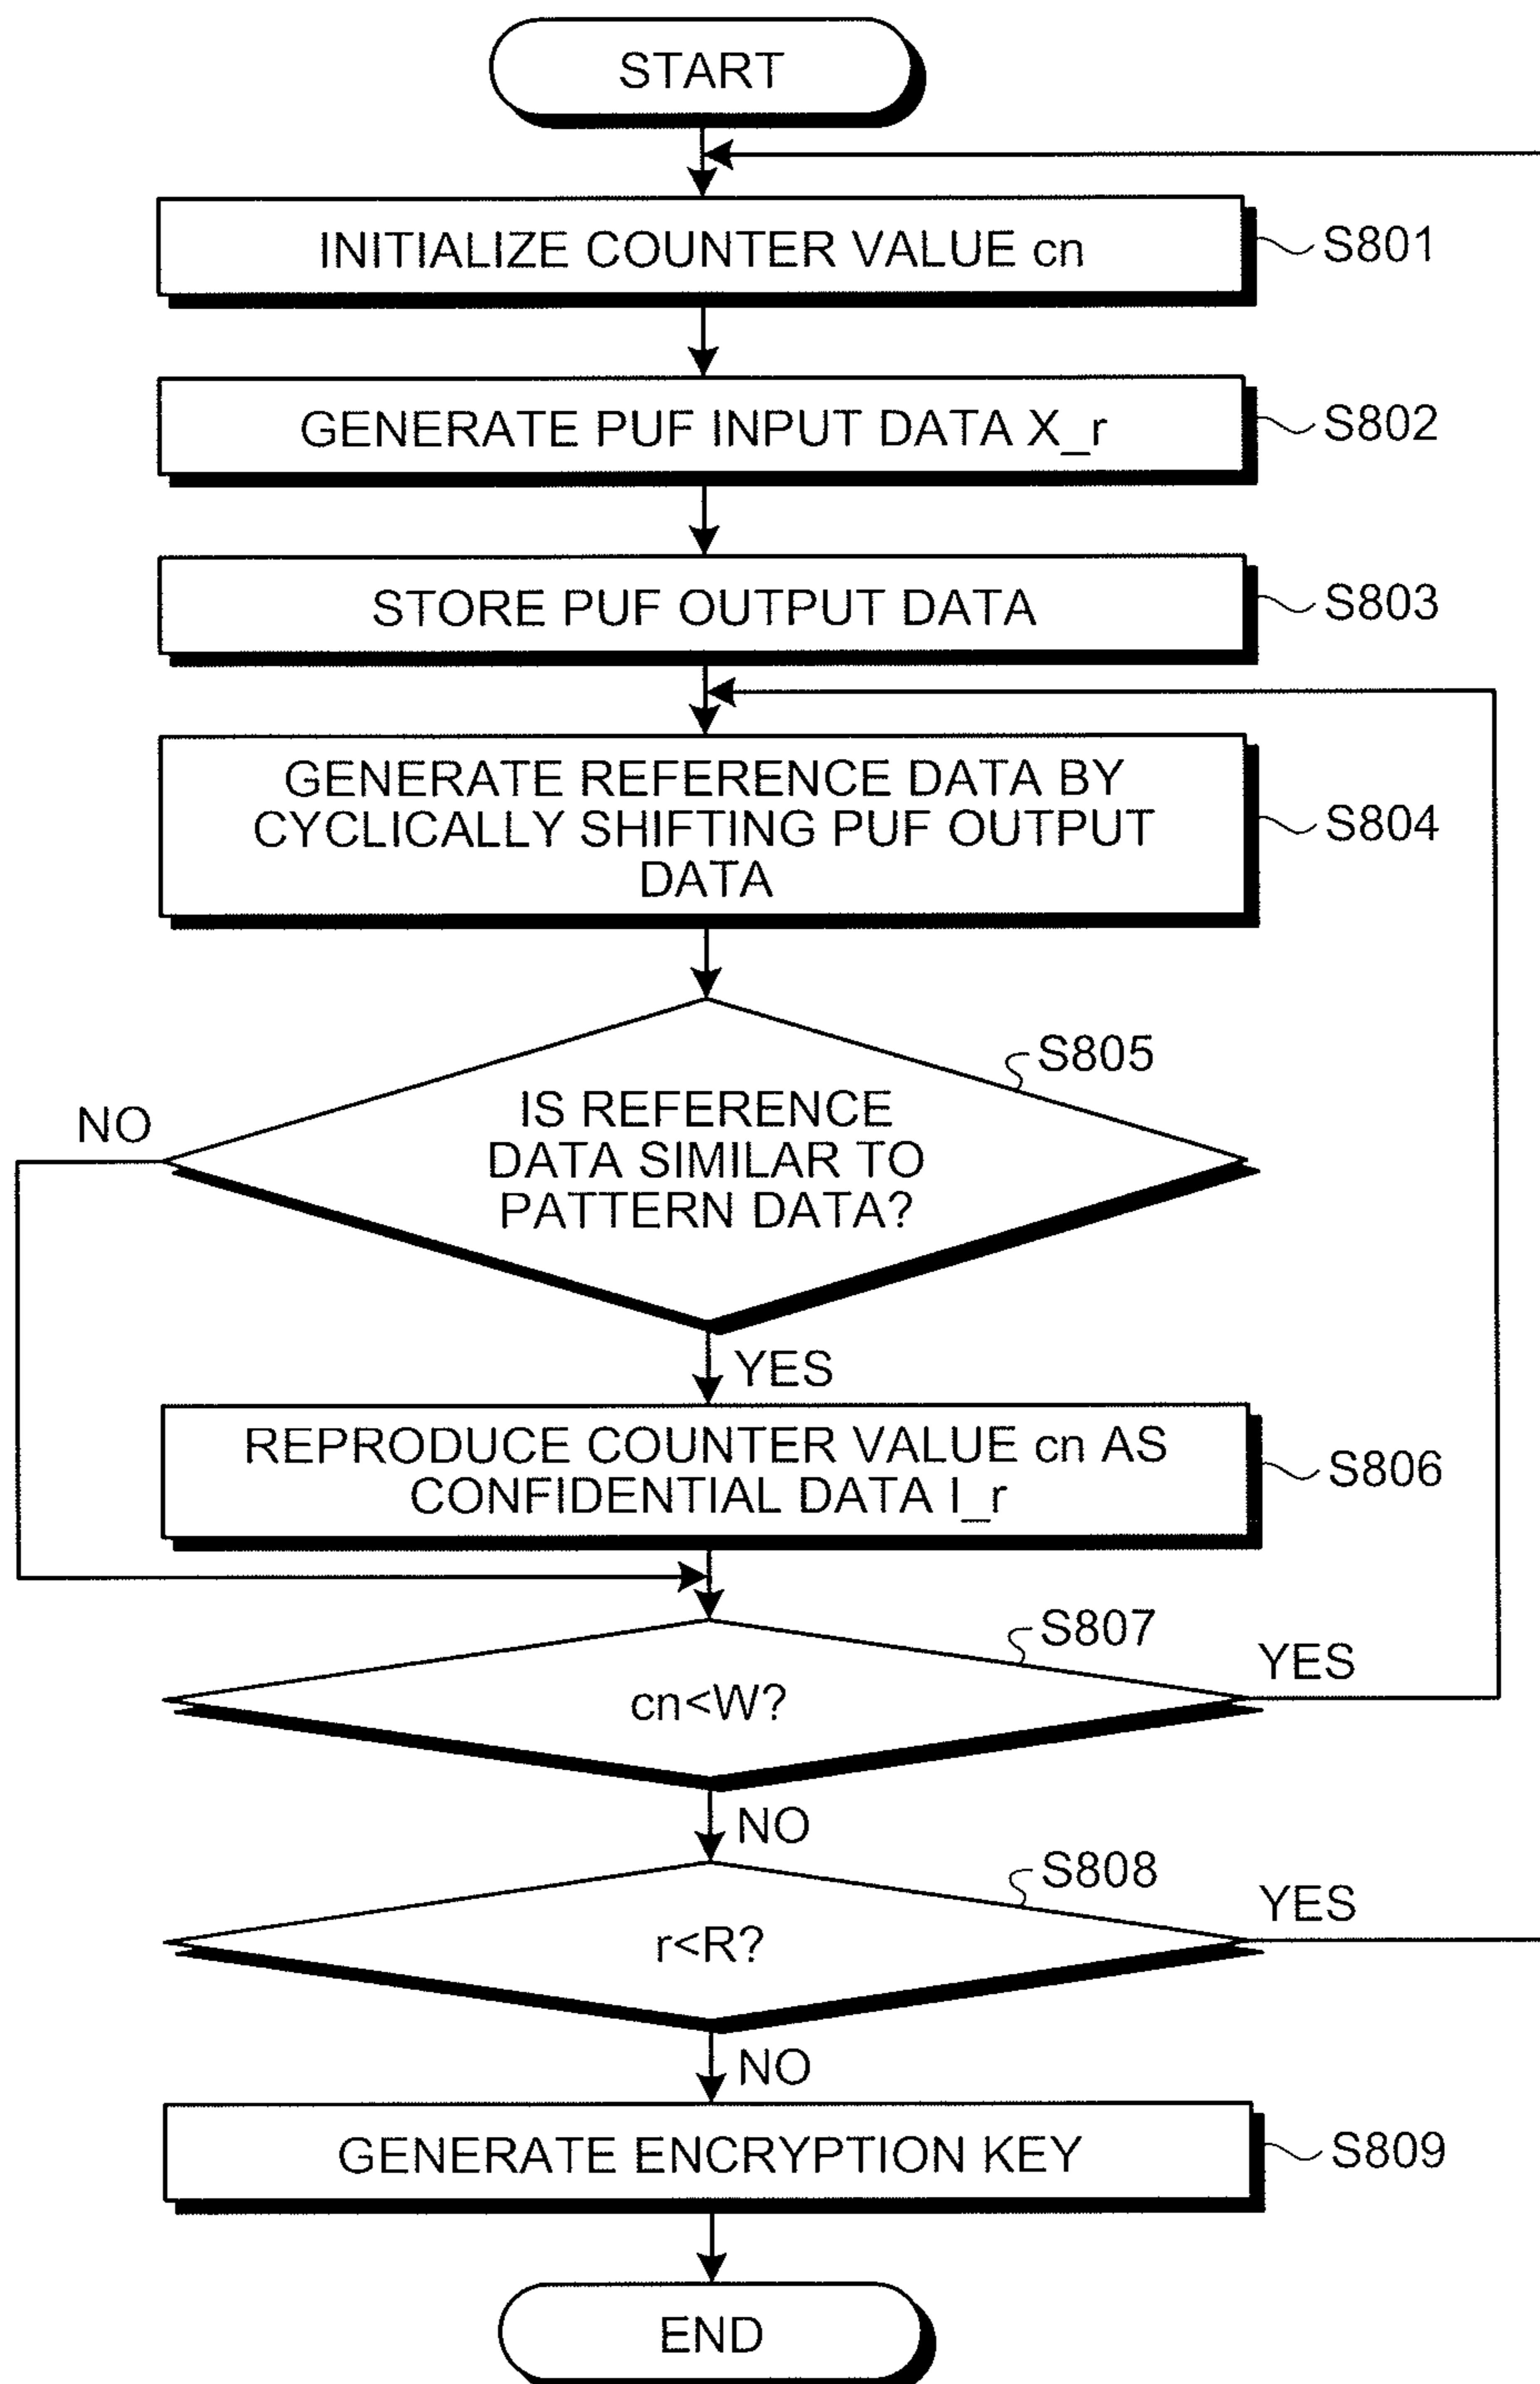 START
INITIALIZE COUNTER VALUE cn
S801
GENERATE PUF INPUT DATA X_r
S802
STORE PUF OUTPUT DATA
S803
GENERATE REFERENCE DATA BY
CYCLICALLY SHIFTING PUF OUTPUT
DATA
S804
S805
NO
IS REFERENCE
DATA SIMILAR TO
PATTERN DATA?
YES
REPRODUCE COUNTER VALUE cn AS
CONFIDENTIAL DATA I_r
S806
S807
YES
cn<W?
NO
S808
YES
r<R?
NO
GENERATE ENCRYPTION KEY
S809
END